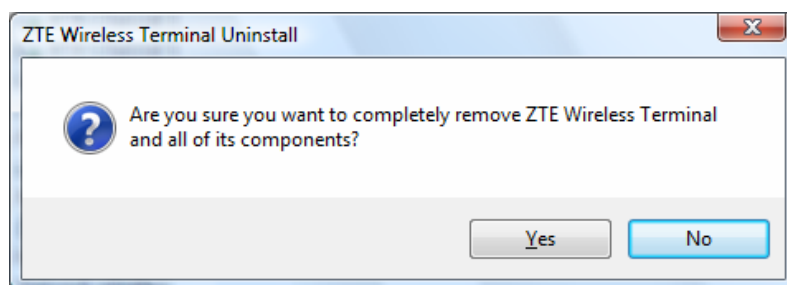 ZTE Wireless Terminal Uninstall
Are you sure you want to completely remove ZTE Wireless Terminal
and all of its components?
Yes No